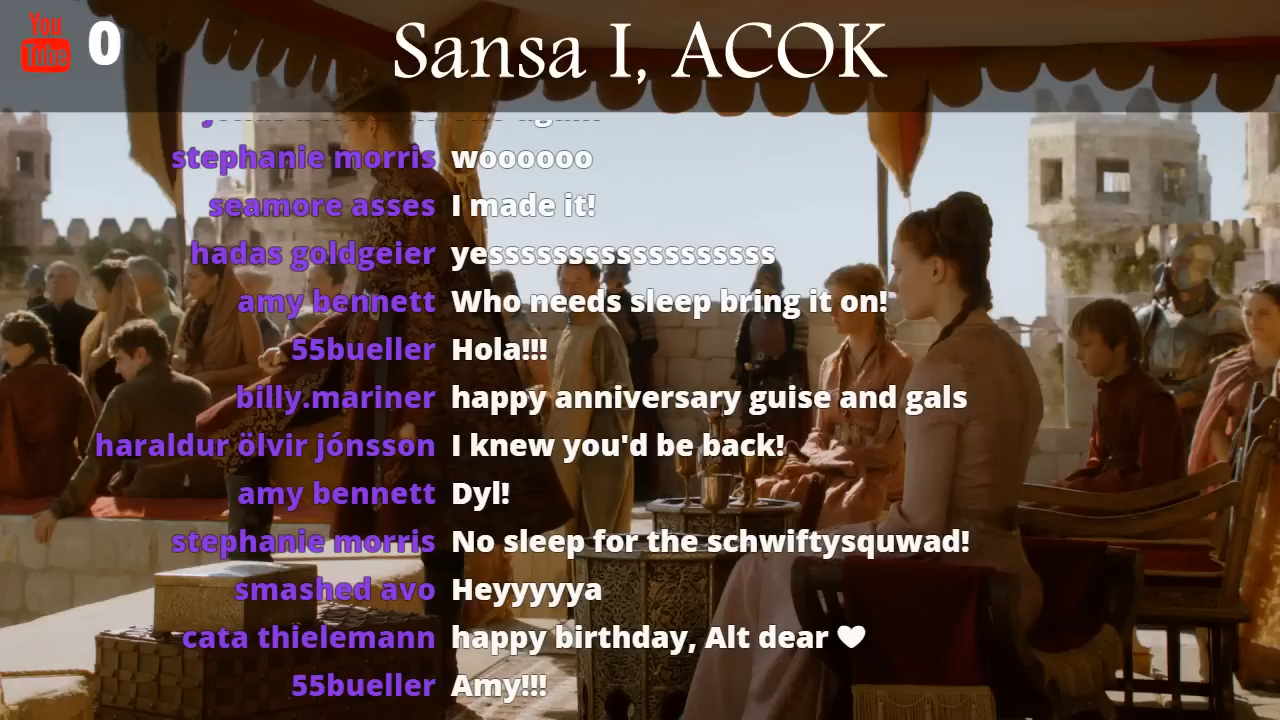 You
Tube
0
Sansa I, ACOK
stephanie morris woooooo
seamore asses I made it!
hadas goldgeier yessssssssssssssssss
amy bennett Who needs sleep bring it on!
55bueller Hola!!!
billy.mariner happy anniversary guise and gals
haraldur ölvir jónsson I knew you'd be back!
amy bennett Dyl!
stephanie morris No sleep for the schwiftysquwad!
smashed avo Heyyyyya
cata thielemann happy birthday, Alt dear ♥
55bueller Amy!!!